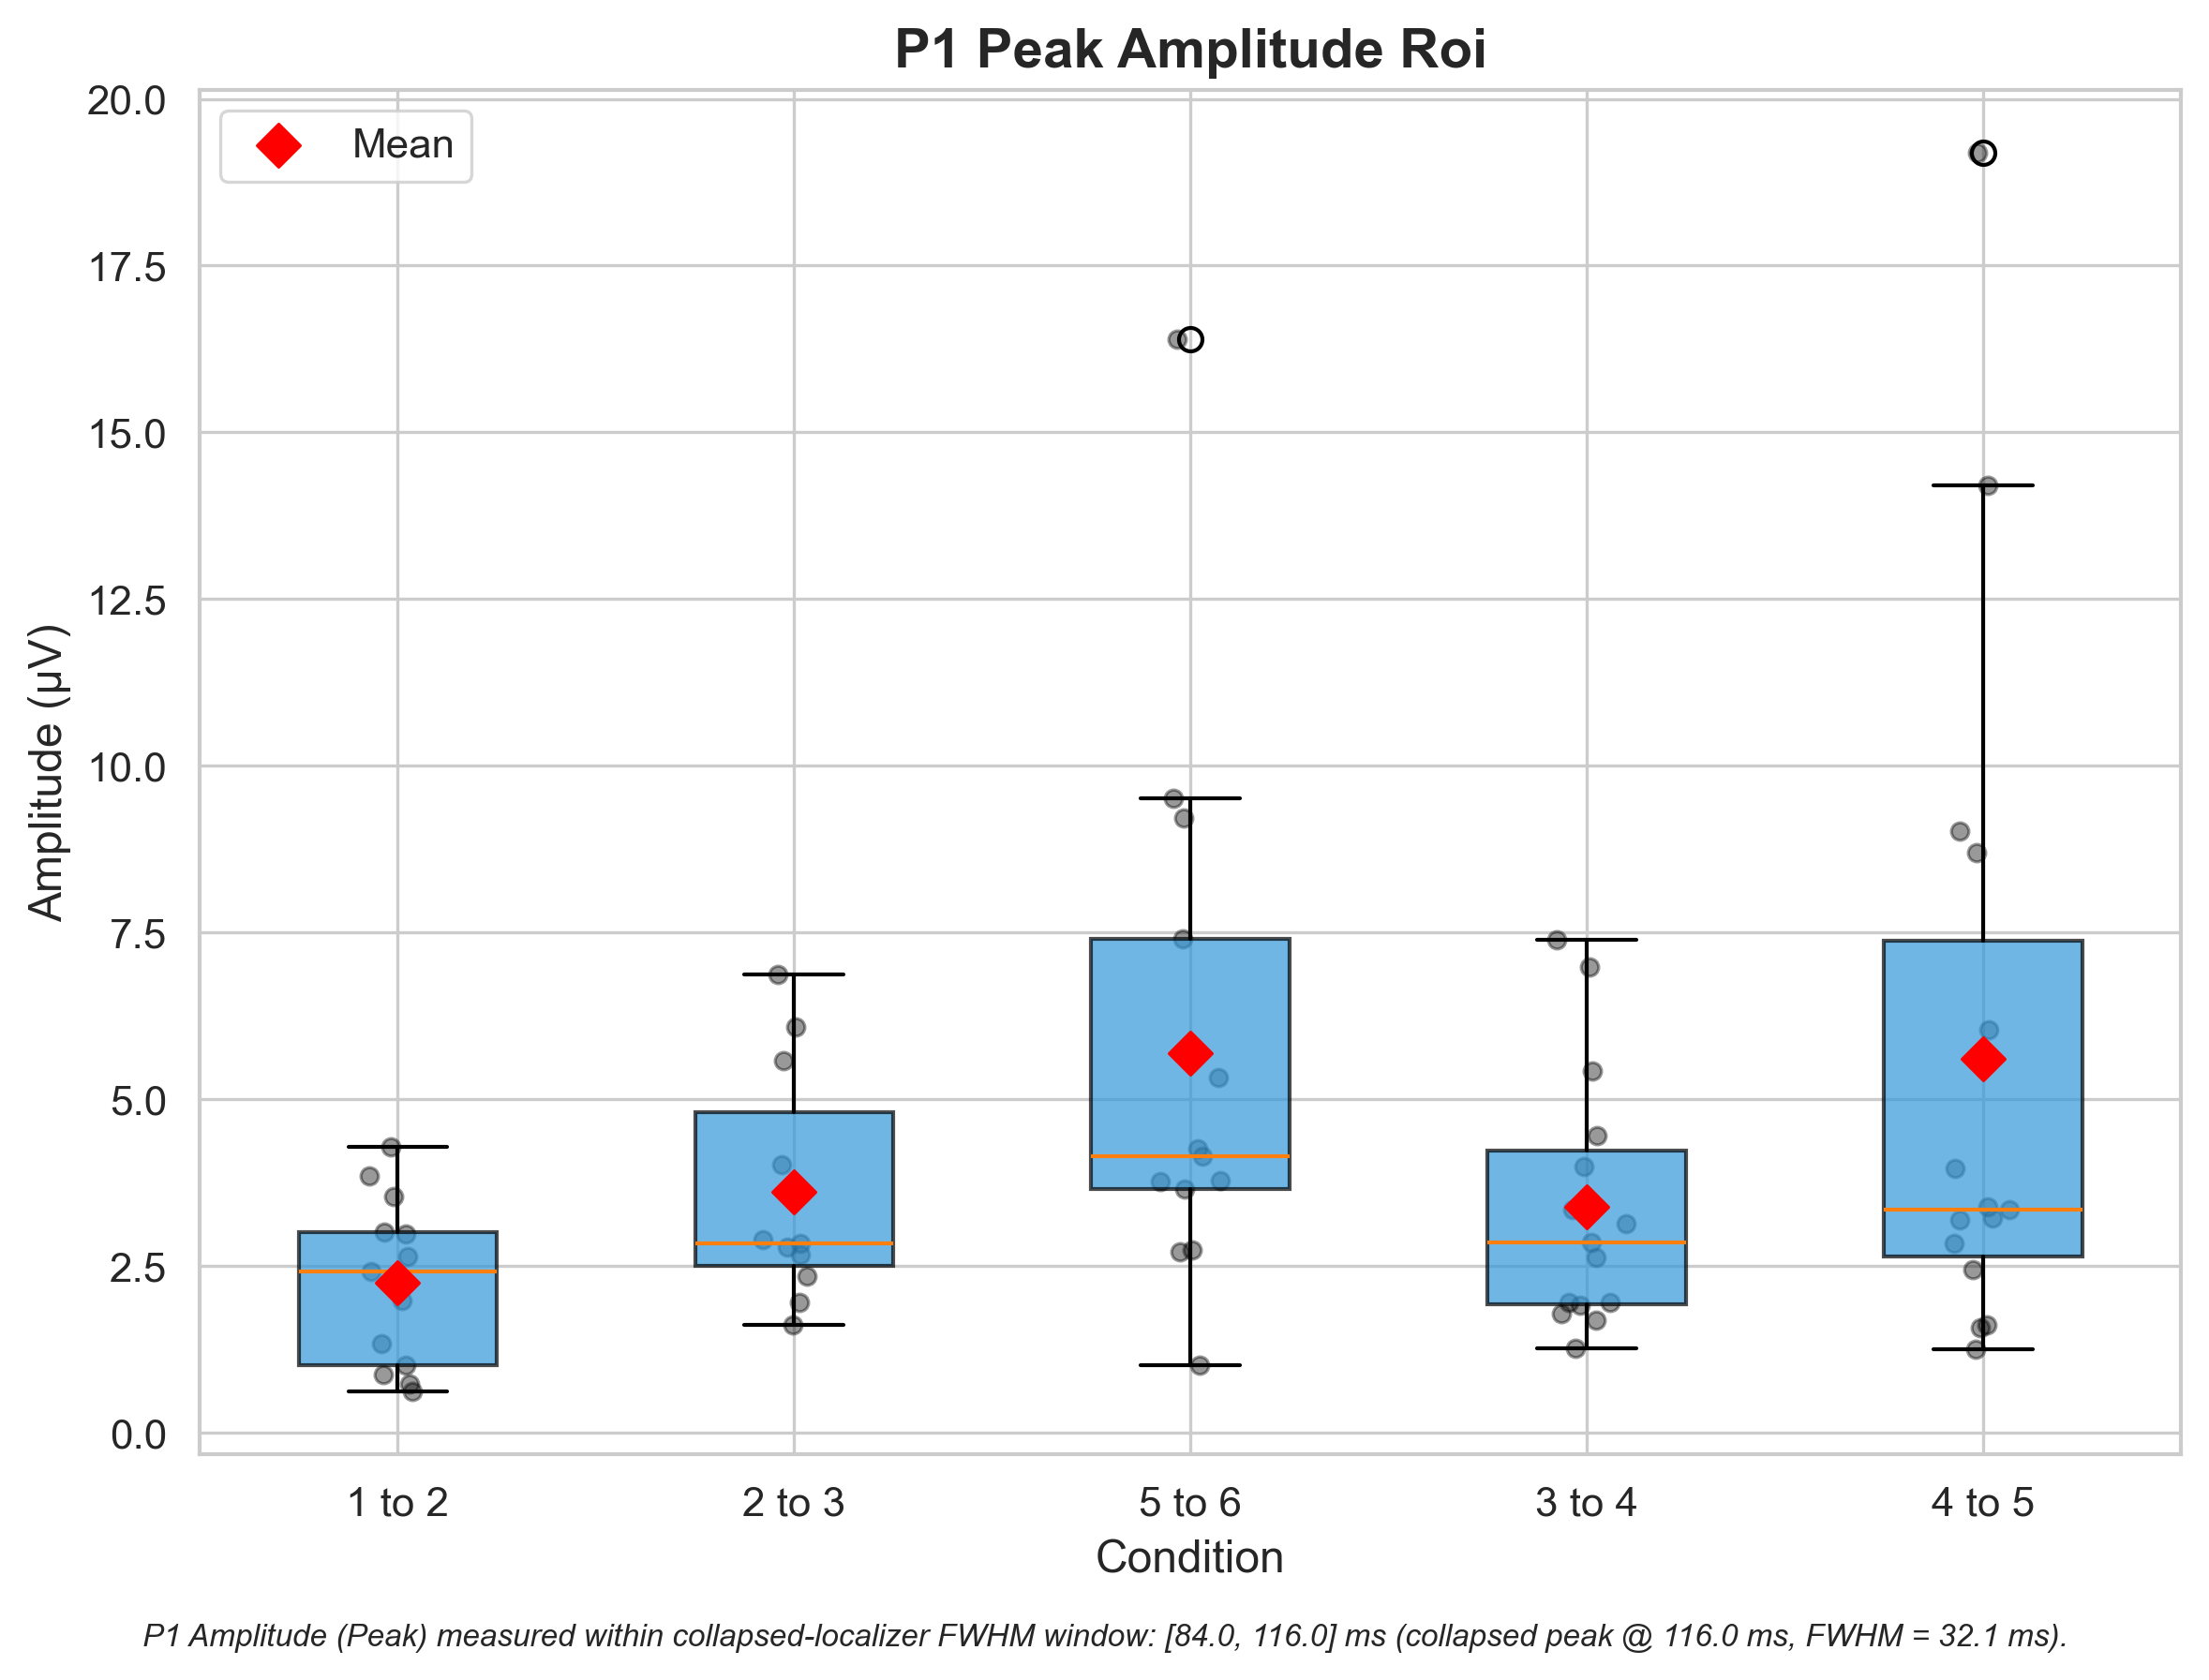 P1 Peak Amplitude Roi
Mean
20.0
17.5
15.0
12.5
10.0
7.5
5.0
2.5
0.0
Amplitude (µV)
1 to 2
2 to 3
5 to 6
3 to 4
4 to 5
Condition
P1 Amplitude (Peak) measured within collapsed-localizer FWHM window: [84.0, 116.0] ms (collapsed peak @ 116.0 ms, FWHM = 32.1 ms).